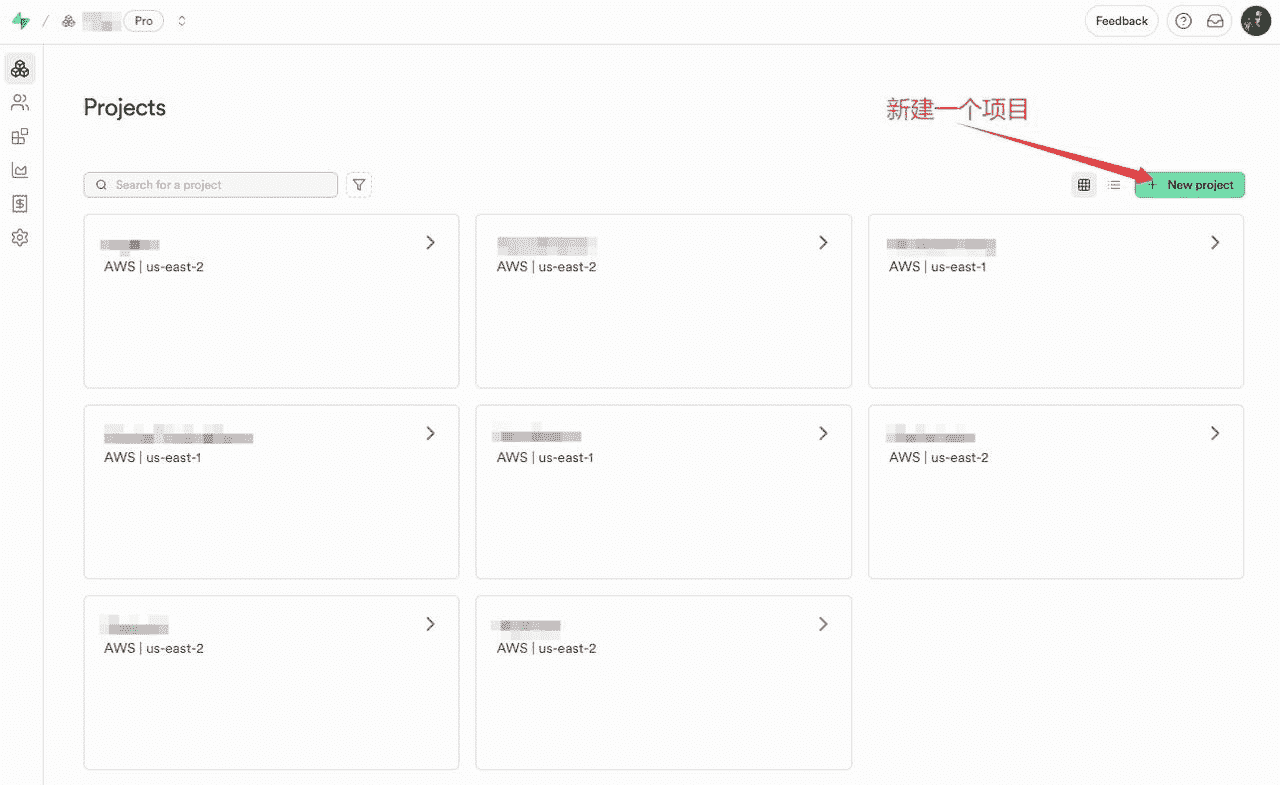 / Pro Feedback
Projects
新建一个项目
Search for a project
+ New project
AWS | us-east-2
AWS | us-east-2
AWS | us-east-1
AWS | us-east-1
AWS | us-east-1
AWS | us-east-2
AWS | us-east-2
AWS | us-east-2